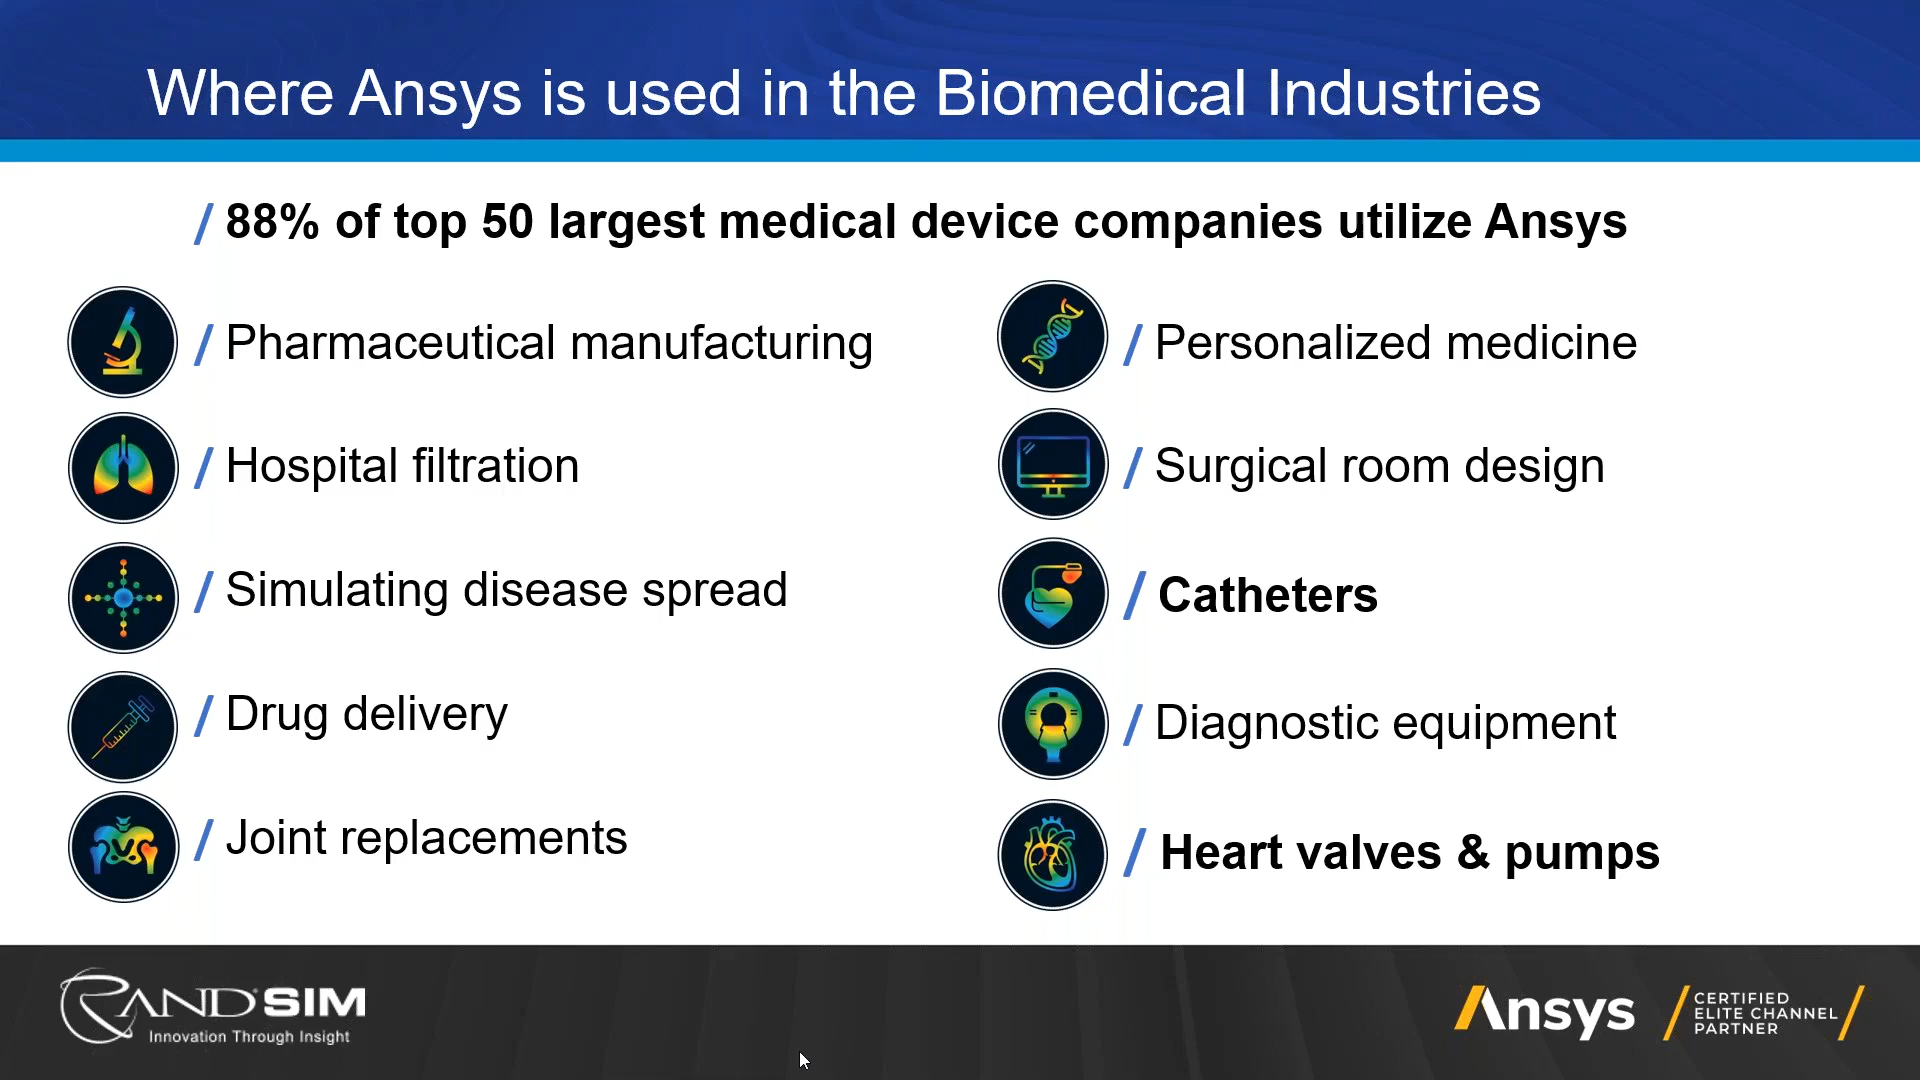 Where Ansys is used in the Biomedical Industries
/ 88% of top 50 largest medical device companies utilize Ansys
/ Pharmaceutical manufacturing
/ Hospital filtration
/ Simulating disease spread
/ Drug delivery
/ Joint replacements
/ Personalized medicine
/ Surgical room design
/ Catheters
/ Diagnostic equipment
/ Heart valves & pumps
RAND SIM
Innovation Through Insight
Ansys
CERTIFIED
ELITE CHANNEL
PARTNER